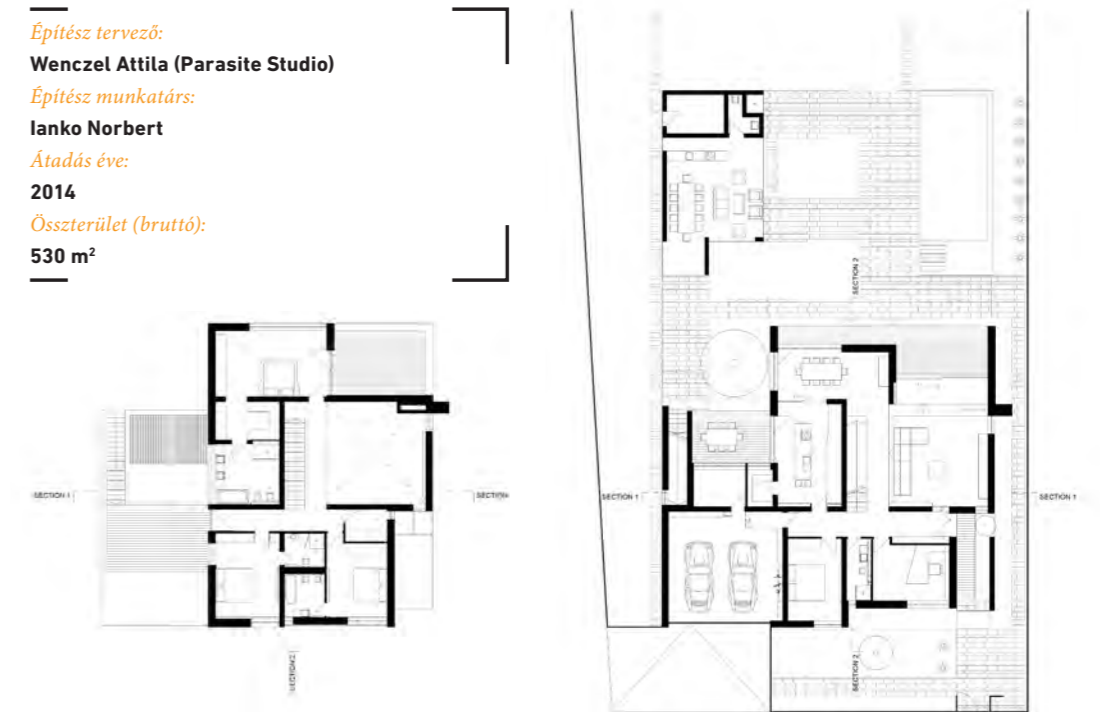 Építész tervező:
Wenczel Attila (Parasite Studio)
Építész munkatárs:
Ianko Norbert
Átadás éve:
2014
Összterület (bruttó):
530 m²
SECTION 1
SECTION
SECTION 2
SECTION 2
SECTION 1
SECTION 1
SECTION 2